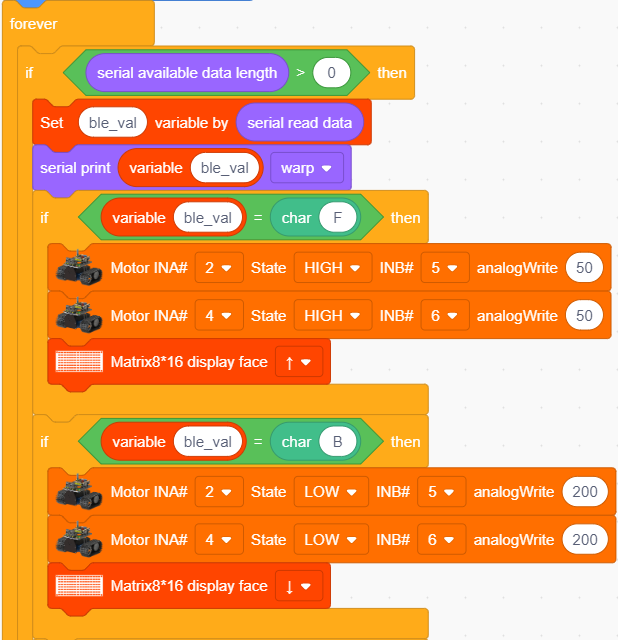 forever
if serial available data length > 0 then
Set ble_val variable by serial read data
serial print variable ble_val warp
if variable ble_val = char F then
Motor INA# 2 State HIGH INB# 5 analogWrite 50
Motor INA# 4 State HIGH INB# 6 analogWrite 50
Matrix8*16 display face ↑
if variable ble_val = char B then
Motor INA# 2 State LOW INB# 5 analogWrite 200
Motor INA# 4 State LOW INB# 6 analogWrite 200
Matrix8*16 display face ↓